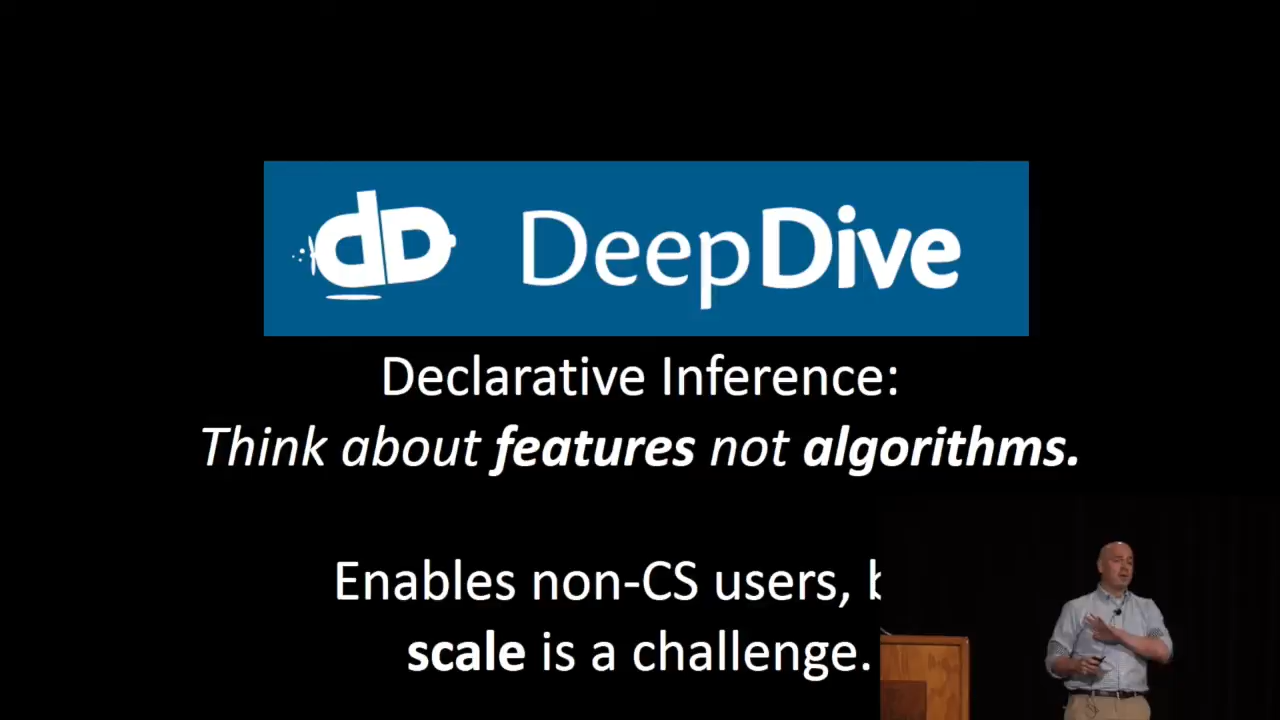 dD DeepDive
Declarative Inference:
Think about features not algorithms.
Enables non-CS users,
scale is a challenge.